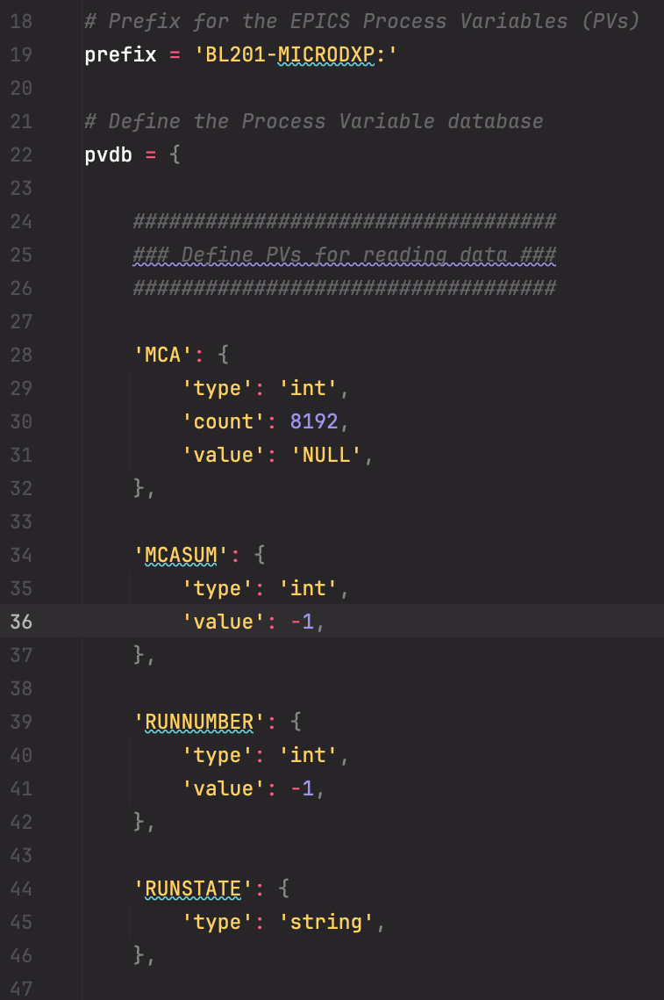 18 # Prefix for the EPICS Process Variables (PVs)
19 prefix = 'BL201-MICRODXP:'
20
21 # Define the Process Variable database
22 pvdb = {
23
24     ###################################
25     ### Define PVs for reading data ###
26     ###################################
27
28     'MCA': {
29         'type': 'int',
30         'count': 8192,
31         'value': 'NULL',
32     },
33
34     'MCASUM': {
35         'type': 'int',
36         'value': -1,
37     },
38
39     'RUNNUMBER': {
40         'type': 'int',
41         'value': -1,
42     },
43
44     'RUNSTATE': {
45         'type': 'string',
46     },
47